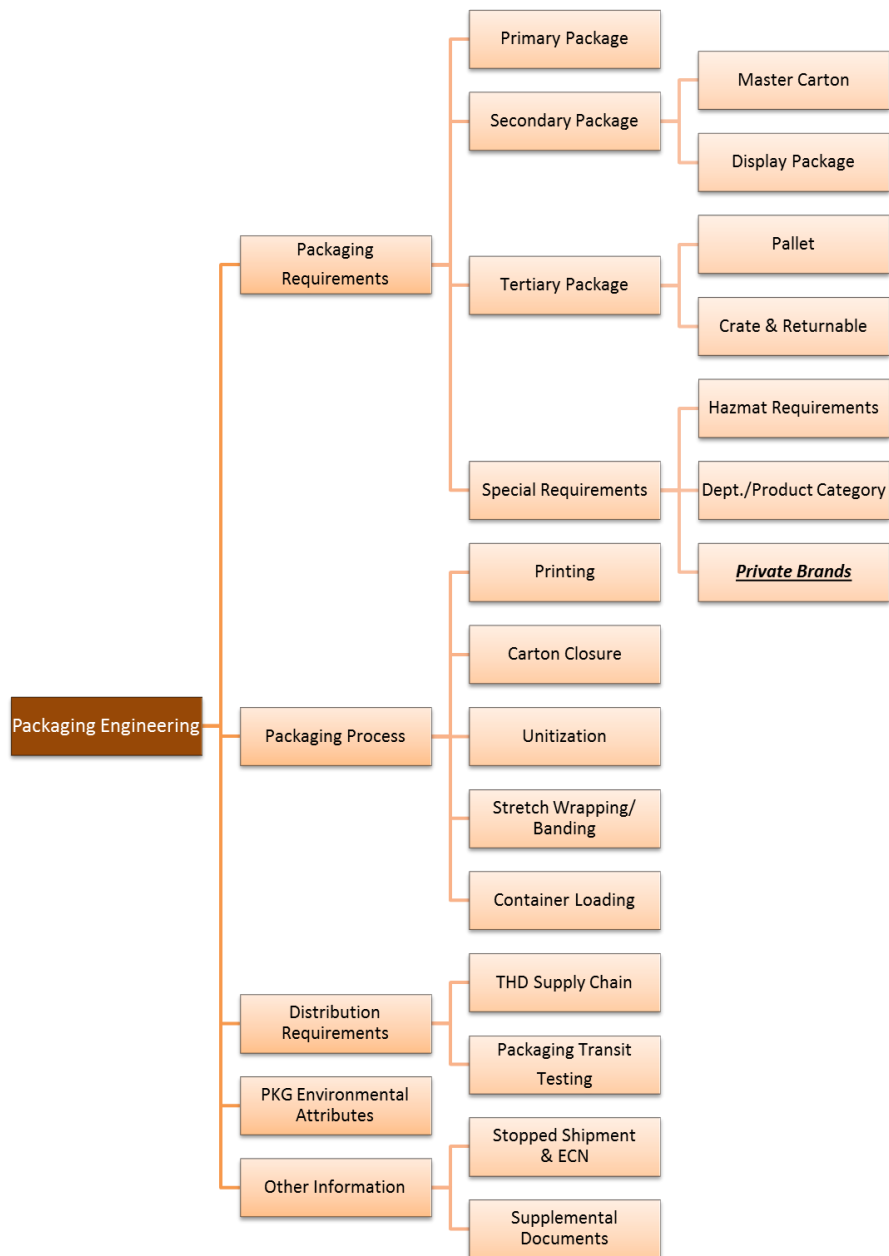 Primary Package
Master Carton
Secondary Package
Display Package
Packaging
Requirements
Pallet
Tertiary Package
Crate & Returnable
Hazmat Requirements
Special Requirements
Dept./Product Category
Private Brands
Printing
Carton Closure
Packaging Engineering
Packaging Process
Unitization
Stretch Wrapping/
Banding
Container Loading
THD Supply Chain
Distribution
Requirements
Packaging Transit
Testing
PKG Environmental
Attributes
Stopped Shipment
& ECN
Other Information
Supplemental
Documents